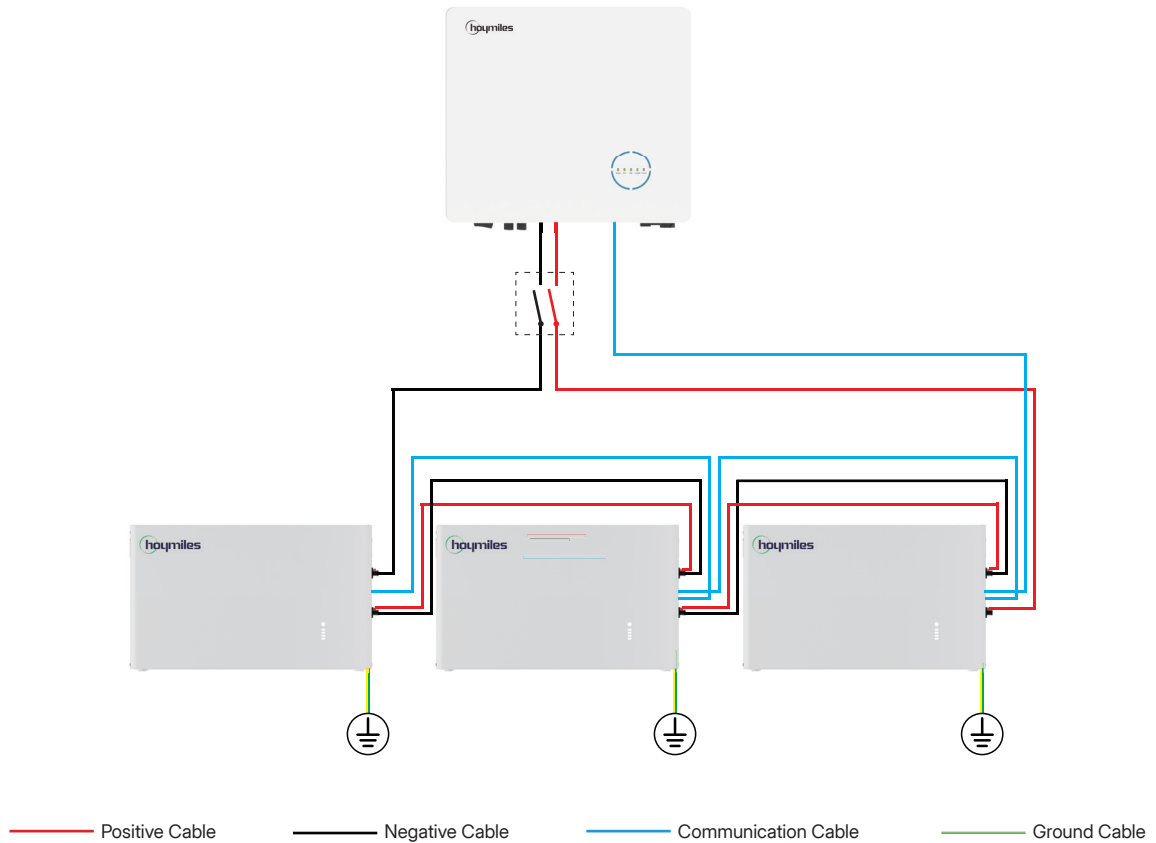 hoymiles
hoymiles
hoymiles
hoymiles
Positive Cable
Negative Cable
Communication Cable
Ground Cable